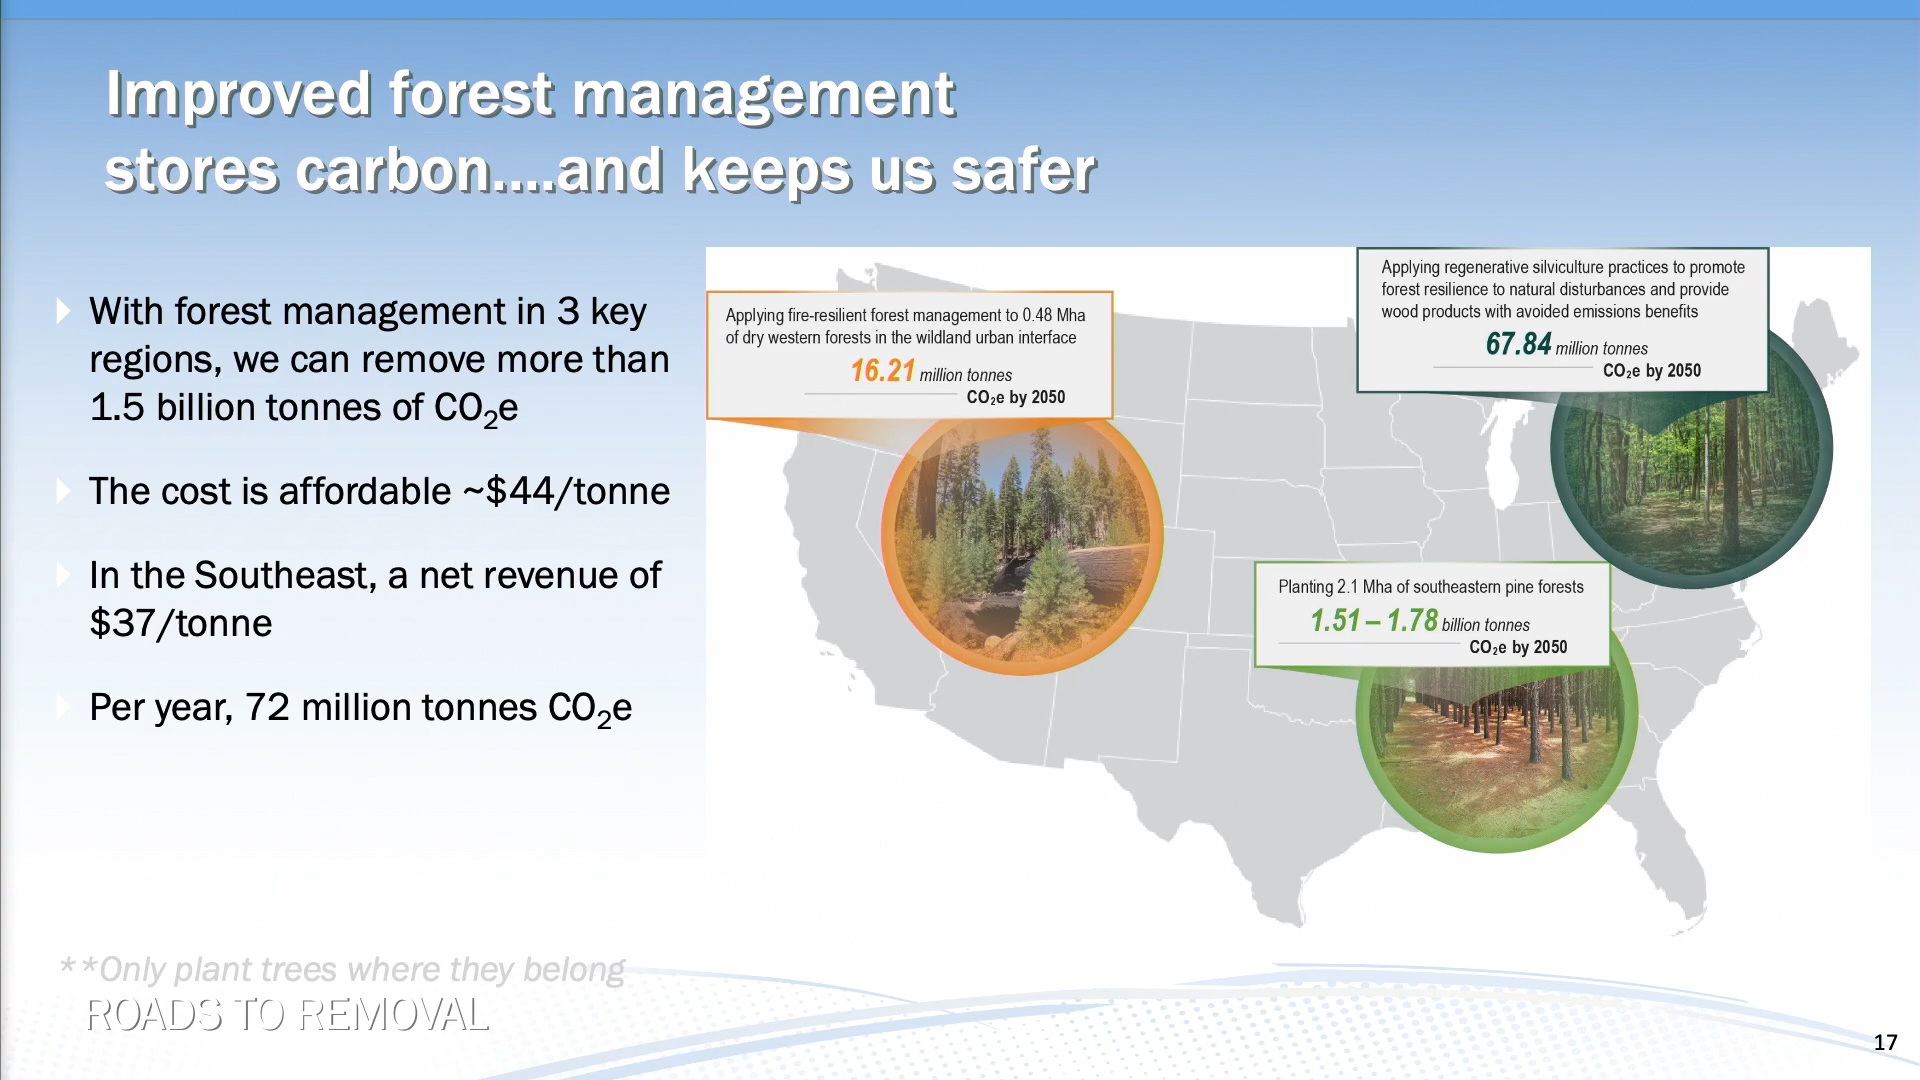 Improved forest management
stores carbon....and keeps us safer
With forest management in 3 key
regions, we can remove more than
1.5 billion tonnes of CO₂e
The cost is affordable ~$44/tonne
In the Southeast, a net revenue of
$37/tonne
Per year, 72 million tonnes CO₂e
Applying fire-resilient forest management to 0.48 Mha
of dry western forests in the wildland urban interface
16.21 million tonnes
CO₂e by 2050
Applying regenerative silviculture practices to promote
forest resilience to natural disturbances and provide
wood products with avoided emissions benefits
67.84 million tonnes
CO₂e by 2050
Planting 2.1 Mha of southeastern pine forests
1.51 – 1.78 billion tonnes
CO₂e by 2050
**Only plant trees where they belong
ROADS TO REMOVAL
17